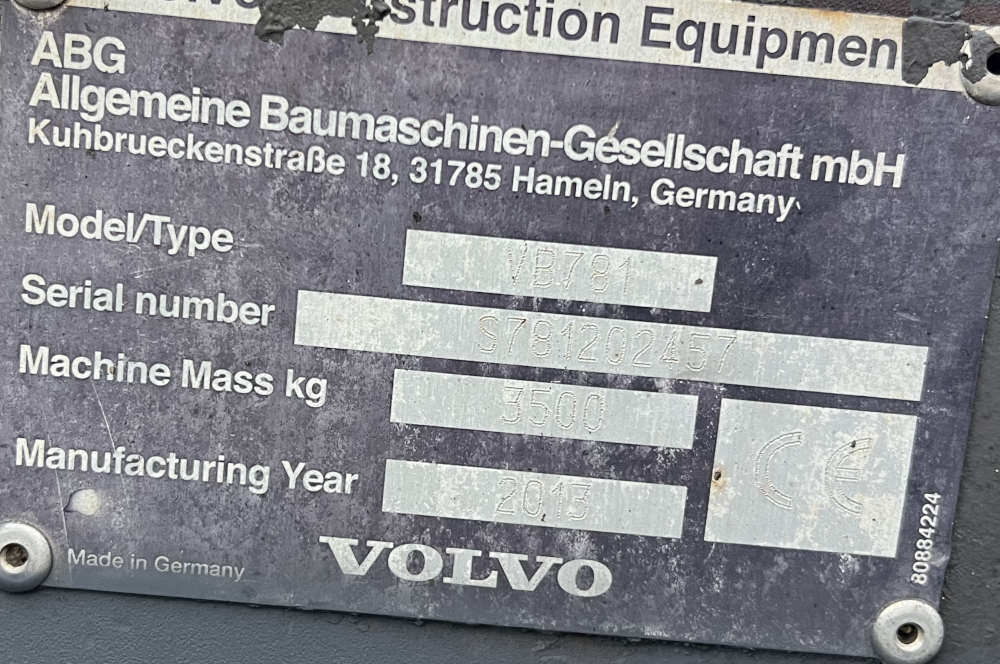 Equipmen
ABG
Allgemeine Baumaschinen-Gesellschaft mbH
Kuhbrueckenstraße 18, 31785 Hameln, Germany
Model/Type VB781
Serial number S781202457
Machine Mass kg 3500
Manufacturing Year 2013
CE
80884224
Made in Germany
VOLVO